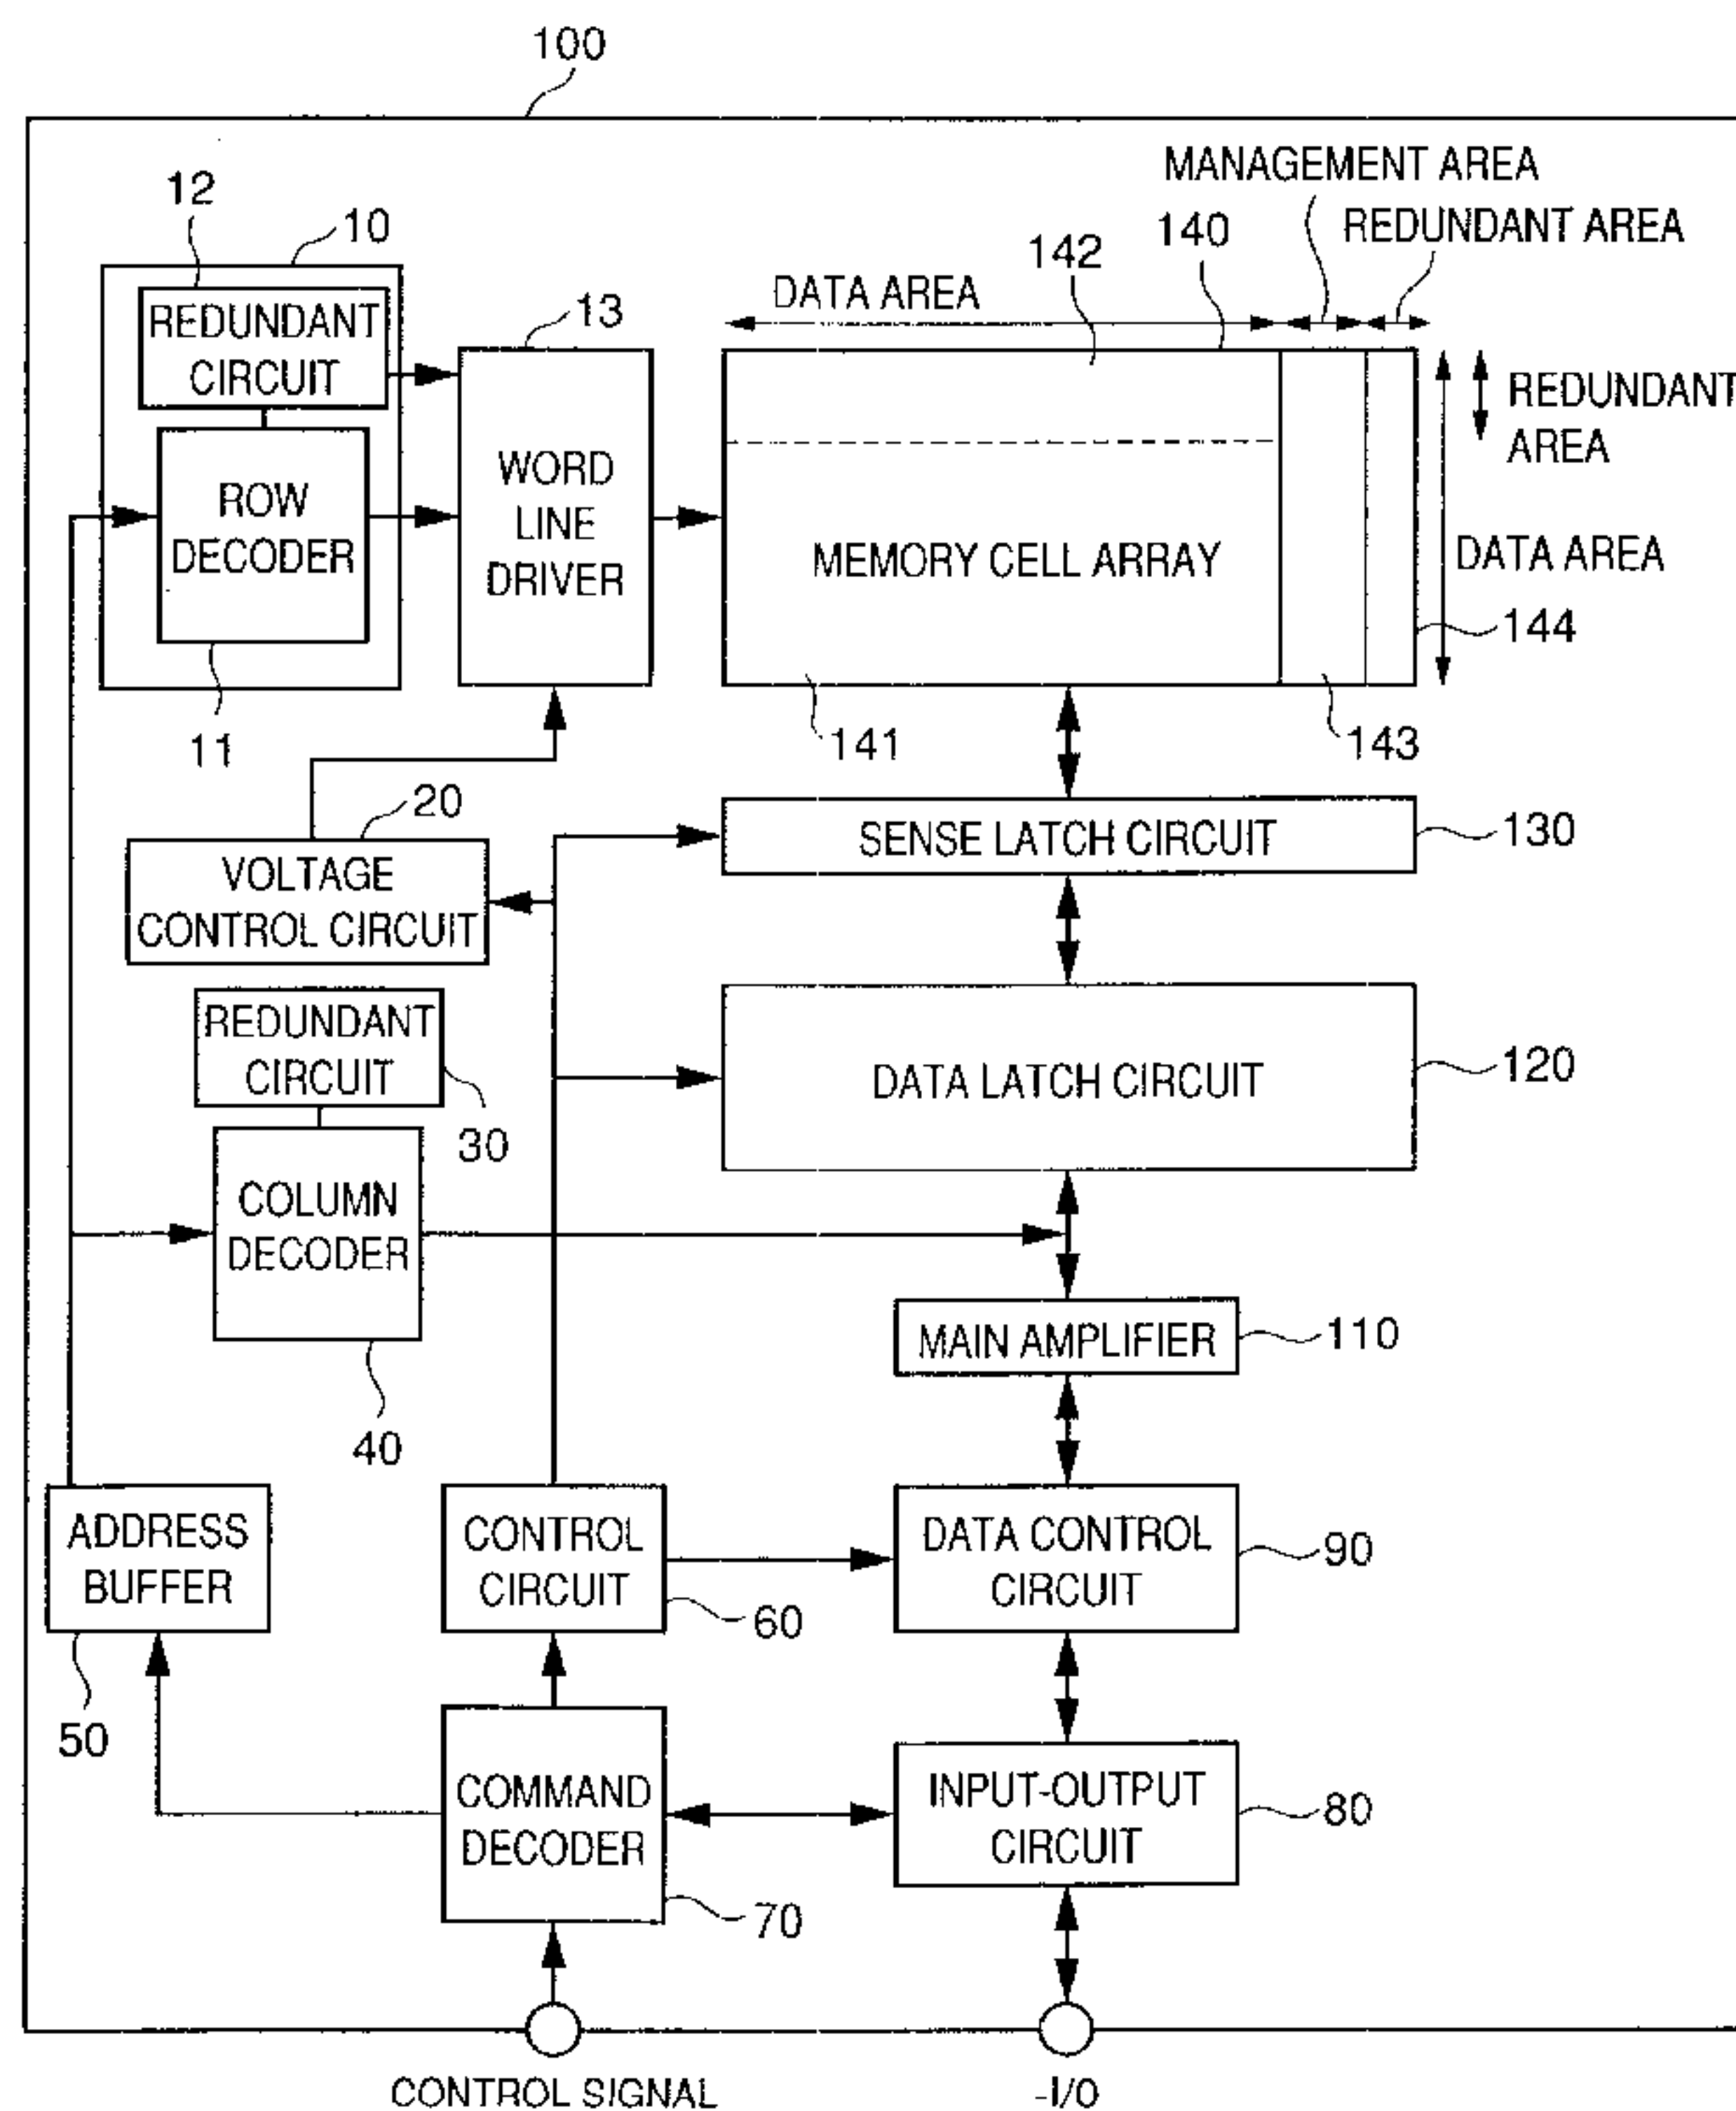 100
MANAGEMENT AREA
12
10
142
140
REDUNDANT AREA
DATA AREA
13
REDUNDANT
CIRCUIT
REDUNDANT
AREA
WORD
LINE
DRIVER
ROW
DECODER
MEMORY CELL ARRAY
DATA AREA
144
11
141
143
20
SENSE LATCH CIRCUIT
130
VOLTAGE
CONTROL CIRCUIT
REDUNDANT
CIRCUIT
DATA LATCH CIRCUIT
120
30
COLUMN
DECODER
MAIN AMPLIFIER
110
40
ADDRESS
BUFFER
CONTROL
CIRCUIT
DATA CONTROL
CIRCUIT
90
60
50
COMMAND
DECODER
INPUT-OUTPUT
CIRCUIT
80
70
CONTROL SIGNAL
-I/O